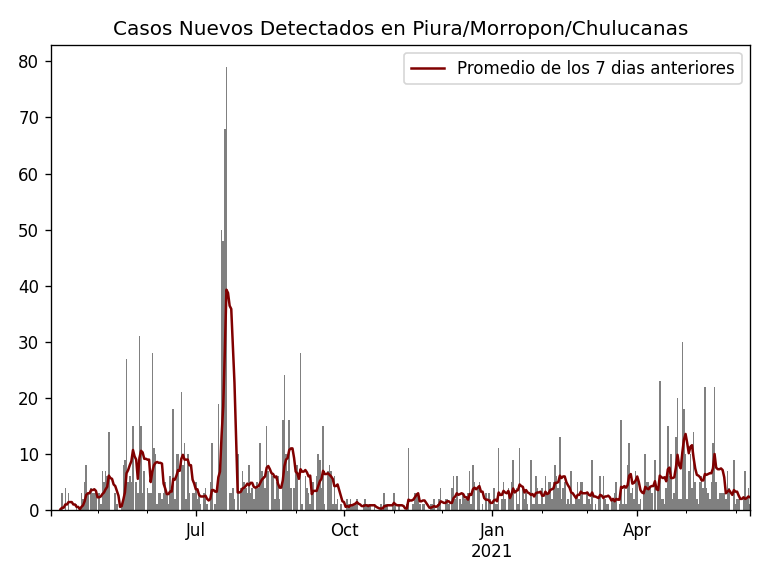 Casos Nuevos Detectados en Piura/Morropon/Chulucanas
Promedio de los 7 dias anteriores
80
70
60
50
40
30
20
10
0
Jul
Oct
Jan
2021
Apr